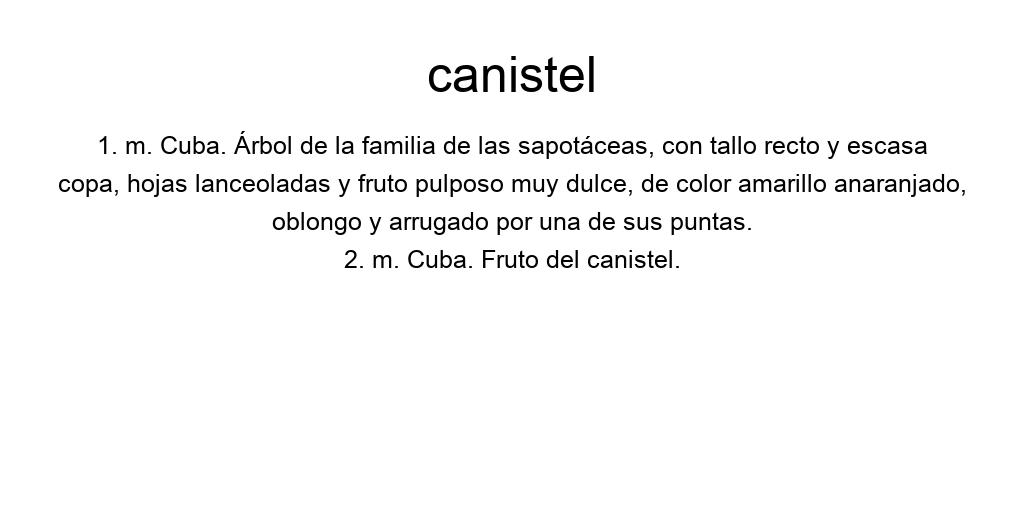 canistel
1. m. Cuba. Árbol de la familia de las sapotáceas, con tallo recto y escasa
copa, hojas lanceoladas y fruto pulposo muy dulce, de color amarillo anaranjado,
oblongo y arrugado por una de sus puntas.
2. m. Cuba. Fruto del canistel.